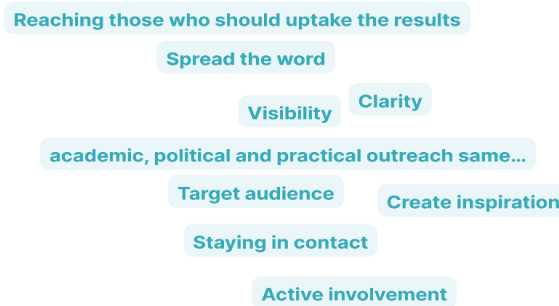 Reaching those who should uptake the results
Spread the word
Clarity
Visibility
academic, political and practical outreach same...
Target audience
Create inspiration
Staying in contact
Active involvement